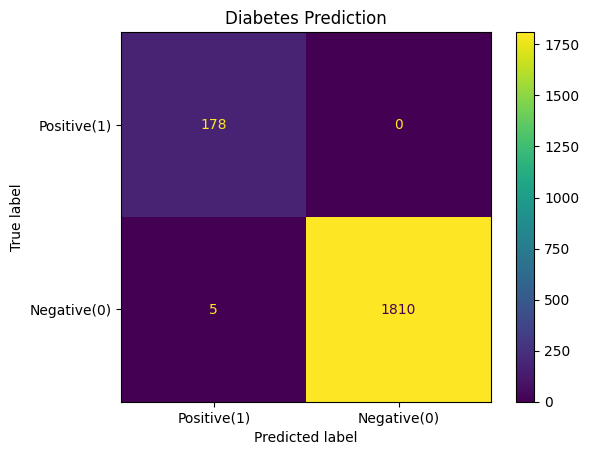 Diabetes Prediction
Positive(1)
Negative(0)
True label
178
0
5
1810
Positive(1)
Negative(0)
Predicted label
1750
1500
1250
1000
750
500
250
0